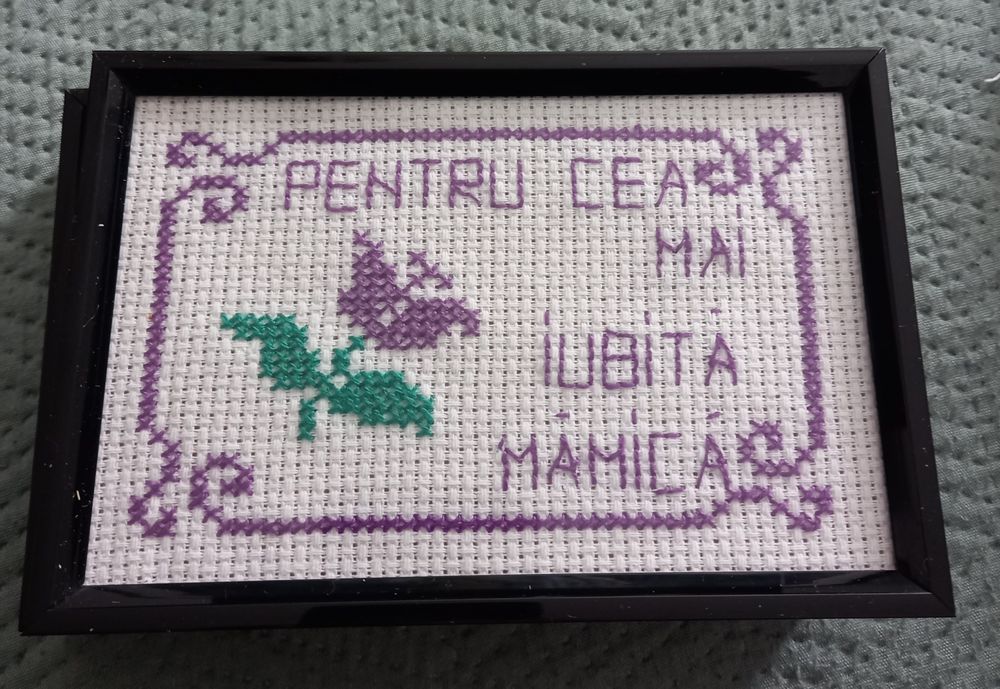 PENTRU CEA
MAI
IUBITĂ
MĂMICĂ